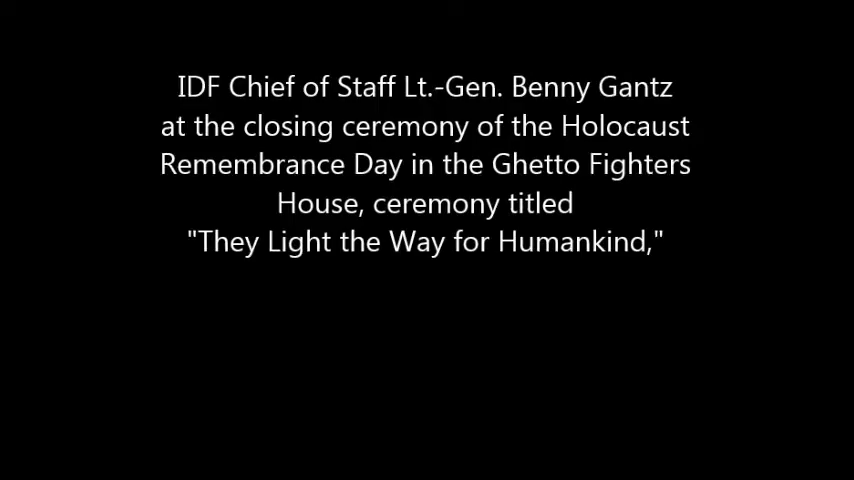 IDF Chief of Staff Lt.-Gen. Benny Gantz
at the closing ceremony of the Holocaust
Remembrance Day in the Ghetto Fighters
House, ceremony titled
"They Light the Way for Humankind,"